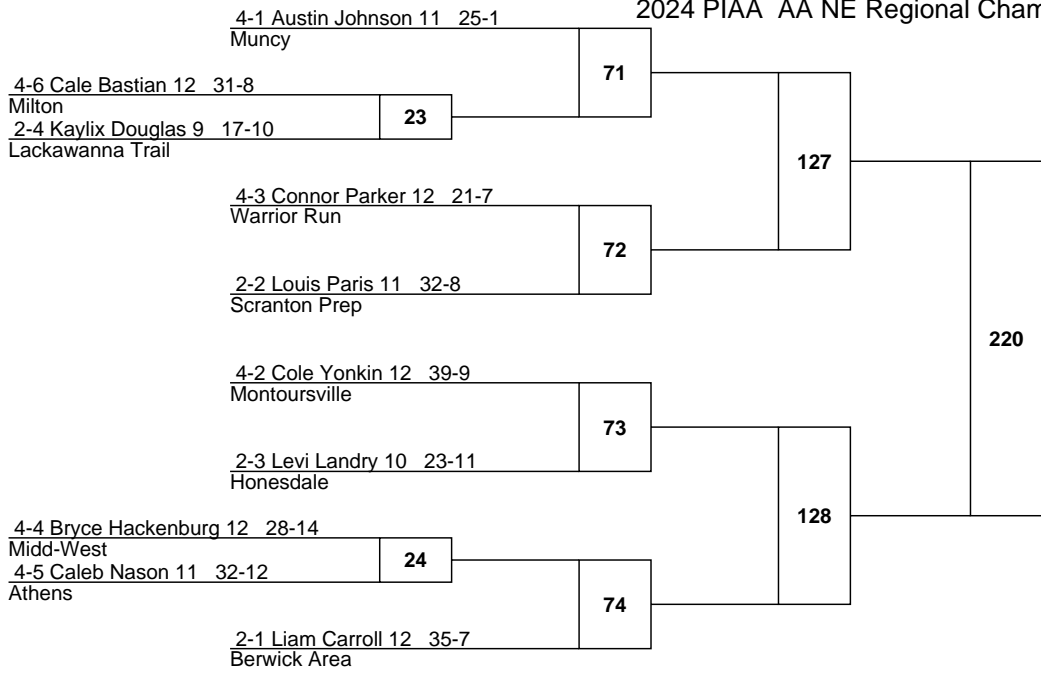 2024 PIAA  AA NE Regional Cham
4-1 Austin Johnson 11   25-1
Muncy
71
4-6 Cale Bastian 12   31-8
Milton
23
2-4 Kaylix Douglas 9   17-10
Lackawanna Trail
127
4-3 Connor Parker 12   21-7
Warrior Run
72
2-2 Louis Paris 11   32-8
Scranton Prep
220
4-2 Cole Yonkin 12   39-9
Montoursville
73
2-3 Levi Landry 10   23-11
Honesdale
128
4-4 Bryce Hackenburg 12   28-14
Midd-West
24
4-5 Caleb Nason 11   32-12
Athens
74
2-1 Liam Carroll 12   35-7
Berwick Area